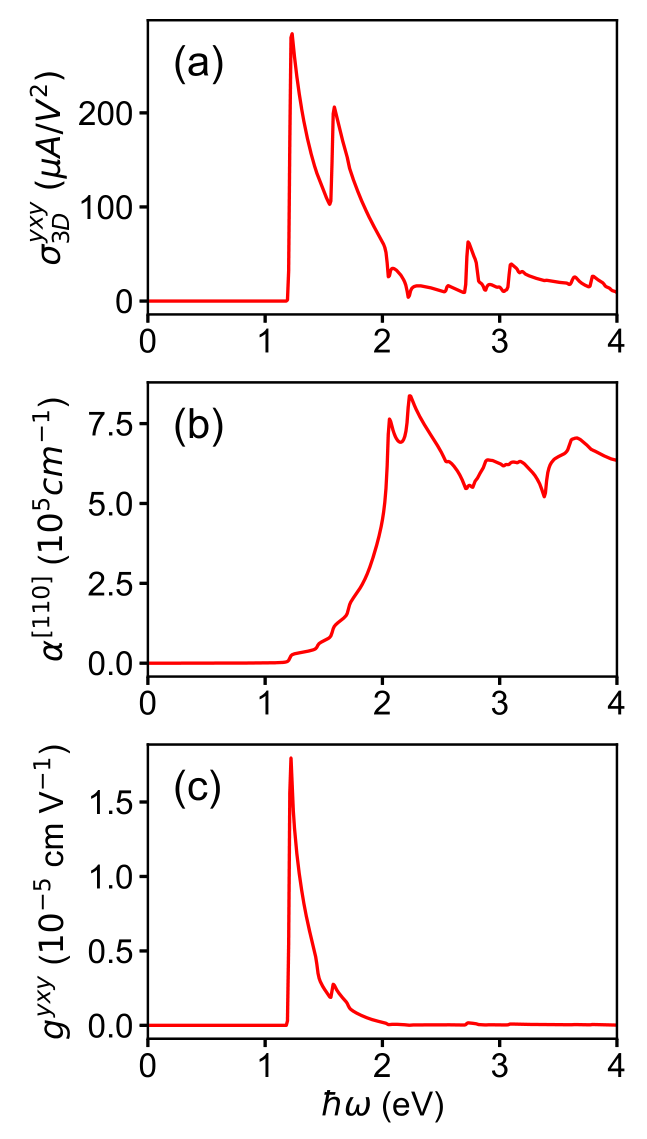 (a)
σ_{3D}^{yxy} (μA/V²)
200
100
0
0 1 2 3 4
(b)
α^{[110]} (10⁵cm⁻¹)
7.5
5.0
2.5
0.0
0 1 2 3 4
(c)
g^{yxy} (10⁻⁵ cm V⁻¹)
1.5
1.0
0.5
0.0
0 1 2 3 4
ħω (eV)